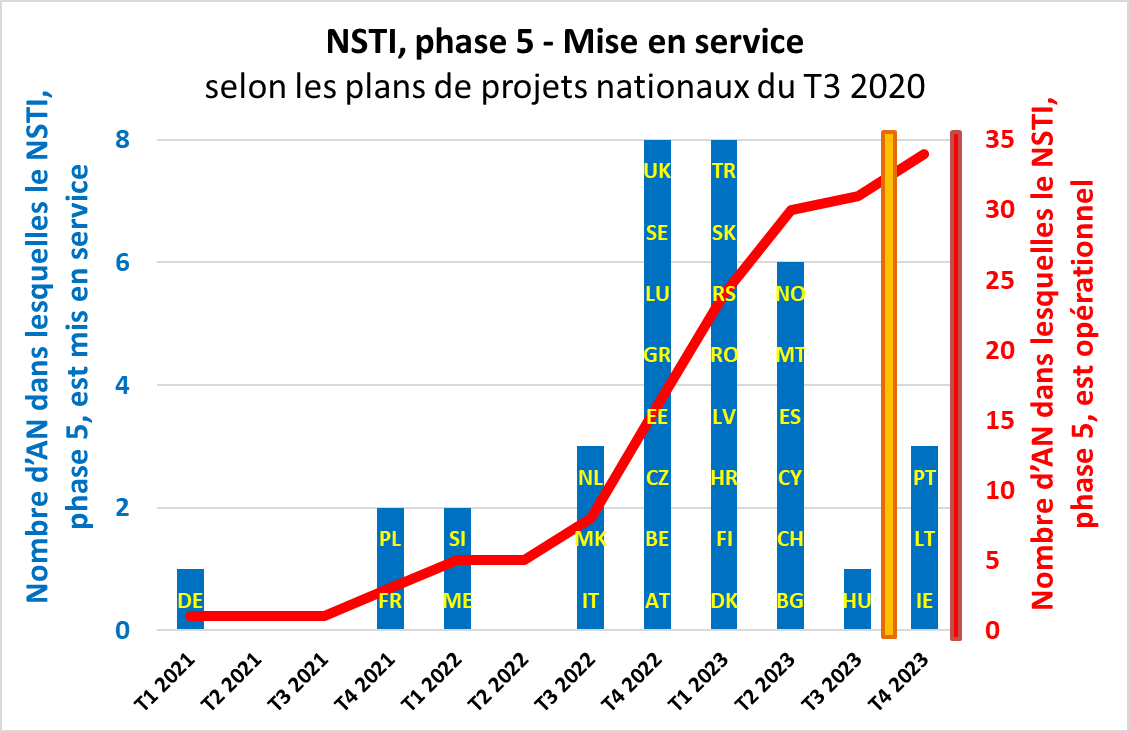 NSTI, phase 5 - Mise en service
selon les plans de projets nationaux du T3 2020
Nombre d'AN dans lesquelles le NSTI,
phase 5, est mis en service
8
6
4
2
0
DE
PL
FR
SI
ME
NL
MK
IT
UK
SE
LU
GR
EE
CZ
BE
AT
TR
SK
RS
RO
LV
HR
FI
DK
NO
MT
ES
CY
CH
BG
HU
PT
LT
IE
35
30
25
20
15
10
5
0
Nombre d'AN dans lesquelles le NSTI,
phase 5, est opérationnel
T1 2021
T2 2021
T3 2021
T4 2021
T1 2022
T2 2022
T3 2022
T4 2022
T1 2023
T2 2023
T3 2023
T4 2023